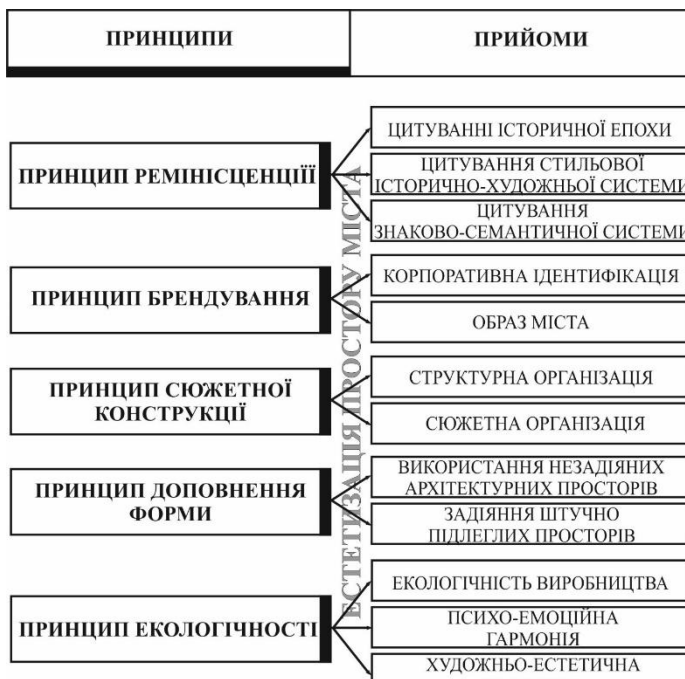 ПРИНЦИПИ
ПРИЙОМИ
ПРИНЦИП РЕМІНІСЦЕНЦІЇЇ
ЦИТУВАННІ ІСТОРИЧНОЇ ЕПОХИ
ЦИТУВАННЯ СТИЛЬОВОЇ
ІСТОРИЧНО-ХУДОЖНЬОЇ СИСТЕМИ
ЦИТУВАННЯ
ЗНАКОВО-СЕМАНТИЧНОЇ СИСТЕМИ
ПРИНЦИП БРЕНДУВАННЯ
КОРПОРАТИВНА ІДЕНТИФІКАЦІЯ
ОБРАЗ МІСТА
ПРИНЦИП СЮЖЕТНОЇ
КОНСТРУКЦІЇ
СТРУКТУРНА ОРГАНІЗАЦІЯ
СЮЖЕТНА ОРГАНІЗАЦІЯ
ПРИНЦИП ДОПОВНЕННЯ
ФОРМИ
ВИКОРИСТАННЯ НЕЗАДІЯНИХ
АРХІТЕКТУРНИХ ПРОСТОРІВ
ЗАДІЯННЯ ШТУЧНО
ПІДЛЕГЛИХ ПРОСТОРІВ
ПРИНЦИП ЕКОЛОГІЧНОСТІ
ЕКОЛОГІЧНІСТЬ ВИРОБНИЦТВА
ПСИХО-ЕМОЦІЙНА
ГАРМОНІЯ
ХУДОЖНЬО-ЕСТЕТИЧНА
ЕСТЕТИЗАЦІЯ ПРОСТОРУ МІСТА